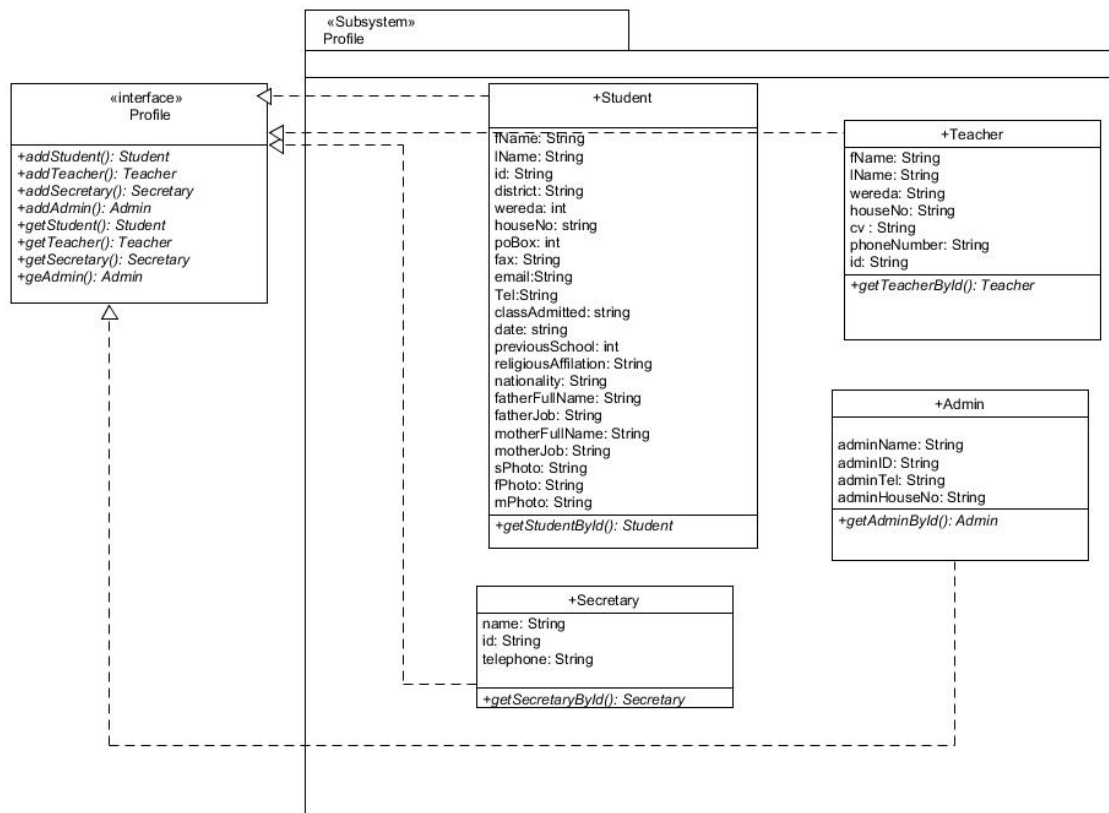 «Subsystem»
Profile
«interface»
Profile
+addStudent(): Student
+addTeacher(): Teacher
+addSecretary(): Secretary
+addAdmin(): Admin
+getStudent(): Student
+getTeacher(): Teacher
+getSecretary(): Secretary
+geAdmin(): Admin
+Student
fName: String
lName: String
id: String
district: String
wereda: int
houseNo: string
poBox: int
fax: String
email:String
Tel:String
classAdmitted: string
date: string
previousSchool: int
religiousAffilation: String
nationality: String
fatherFullName: String
fatherJob: String
motherFullName: String
motherJob: String
sPhoto: String
fPhoto: String
mPhoto: String
+getStudentById(): Student
+Teacher
fName: String
lName: String
wereda: String
houseNo: String
cv : String
phoneNumber: String
id: String
+getTeacherById(): Teacher
+Admin
adminName: String
adminID: String
adminTel: String
adminHouseNo: String
+getAdminById(): Admin
+Secretary
name: String
id: String
telephone: String
+getSecretaryById(): Secretary